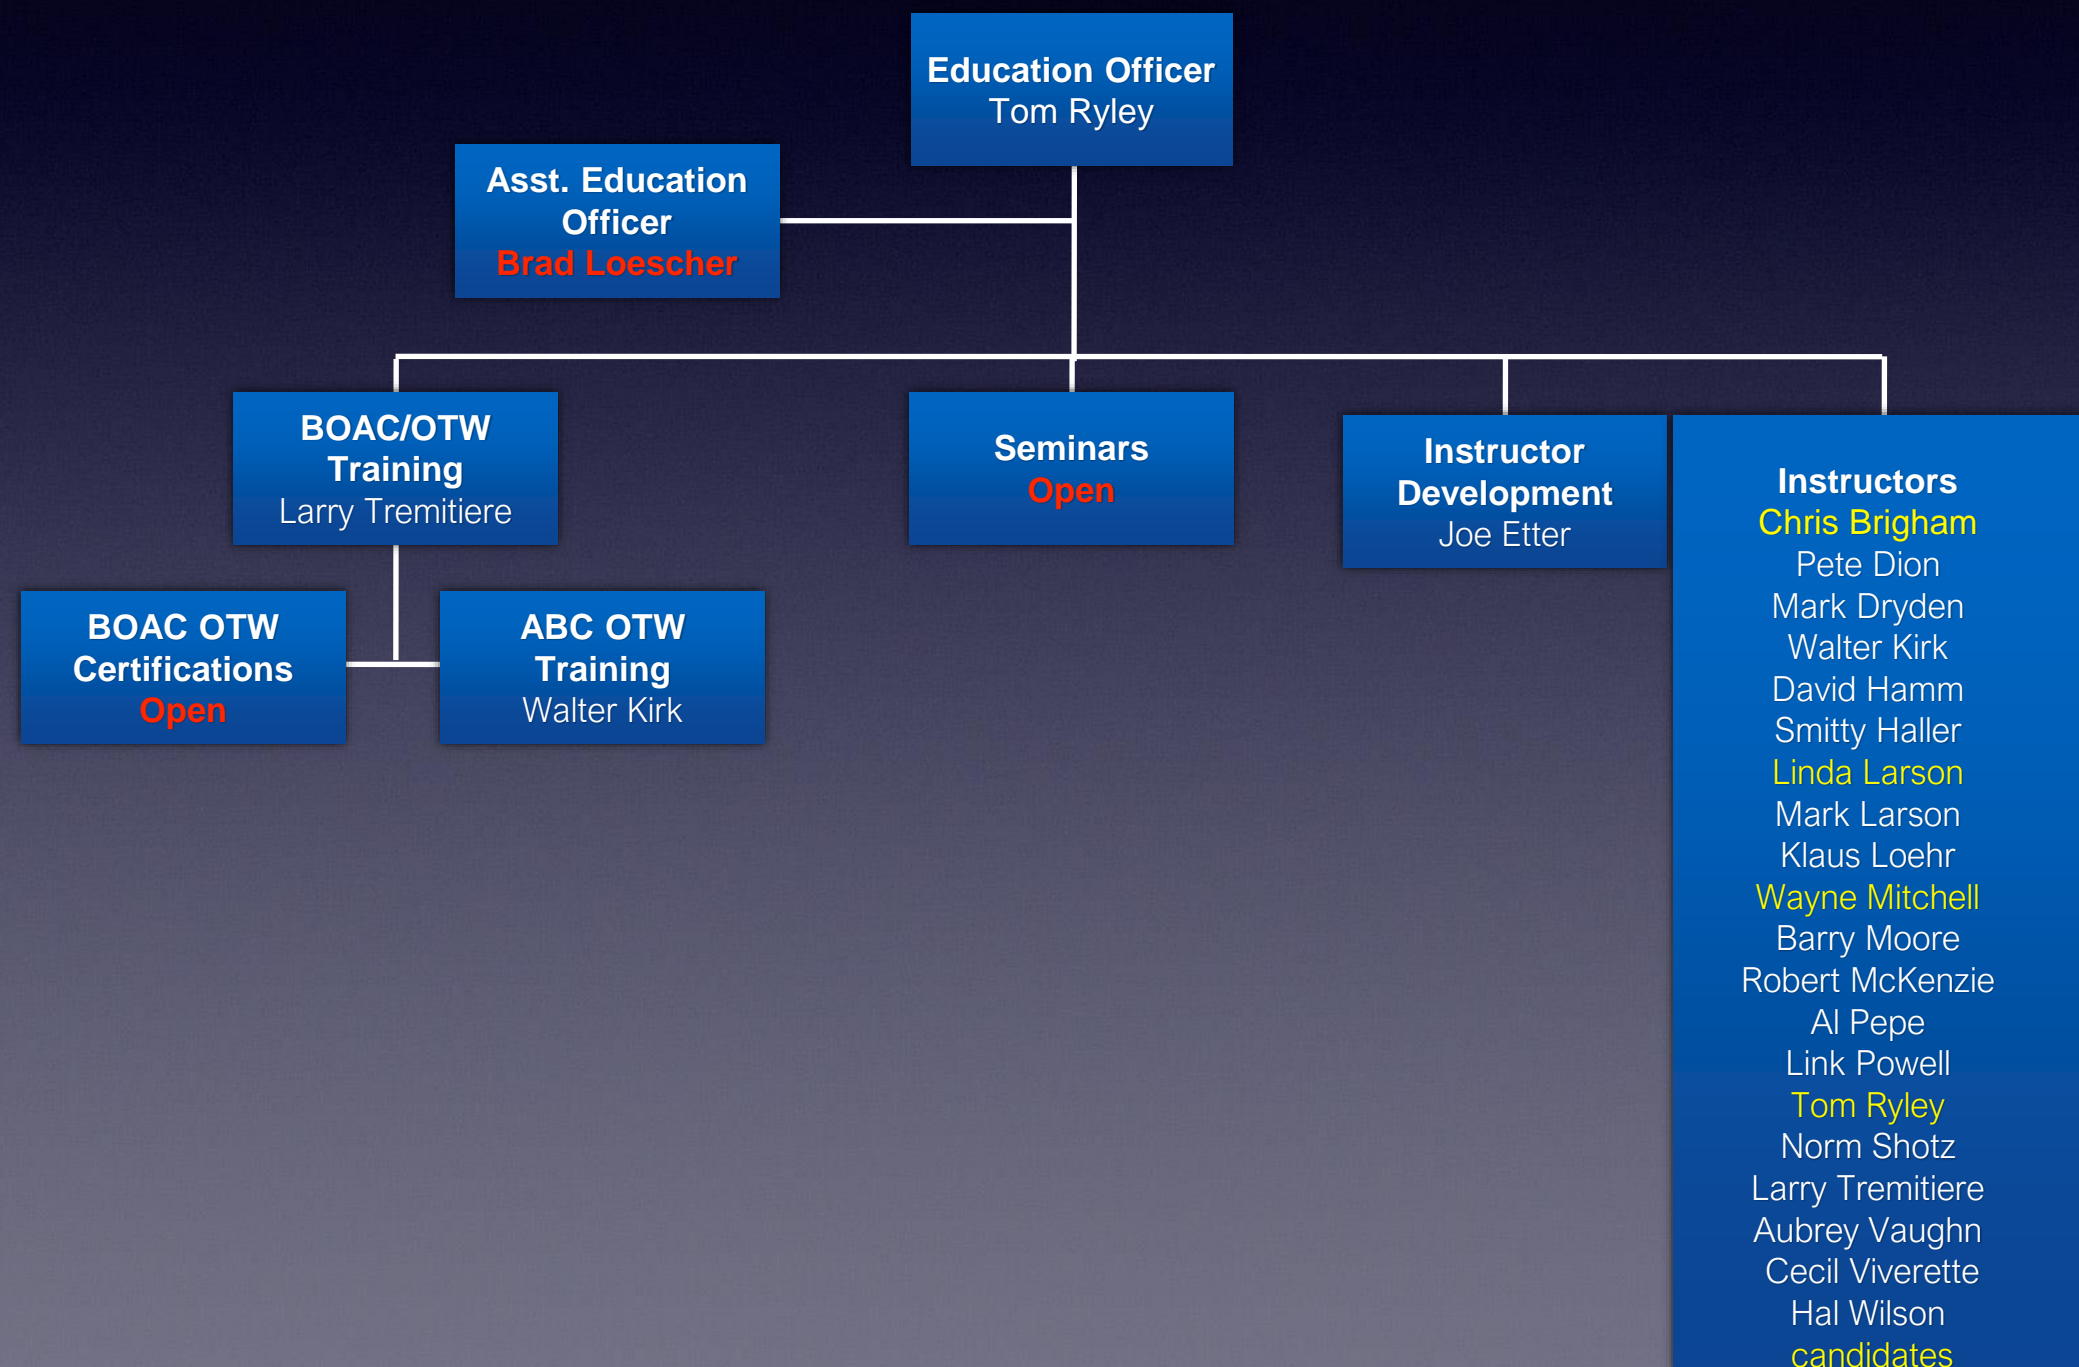 Education Officer
Tom Ryley
Asst. Education
Officer
Brad Loescher
BOAC/OTW
Training
Larry Tremitiere
Seminars
Open
Instructor
Development
Joe Etter
BOAC OTW
Certifications
Open
ABC OTW
Training
Walter Kirk
Instructors
Chris Brigham
Pete Dion
Mark Dryden
Walter Kirk
David Hamm
Smitty Haller
Linda Larson
Mark Larson
Klaus Loehr
Wayne Mitchell
Barry Moore
Robert McKenzie
Al Pepe
Link Powell
Tom Ryley
Norm Shotz
Larry Tremitiere
Aubrey Vaughn
Cecil Viverette
Hal Wilson
candidates